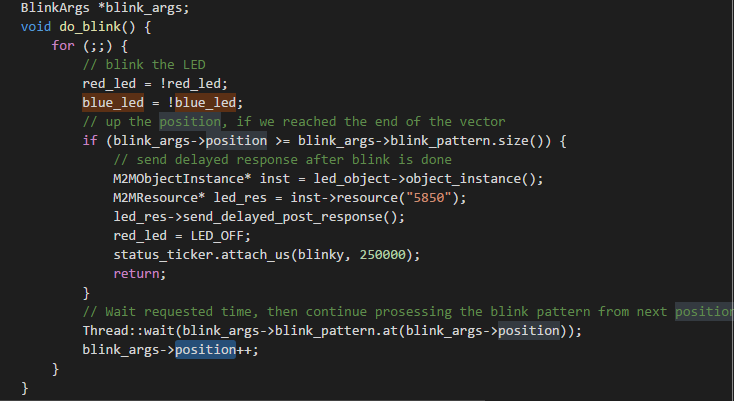 BlinkArgs *blink_args;
void do_blink() {
    for (;;) {
        // blink the LED
        red_led = !red_led;
        blue_led = !blue_led;
        // up the position, if we reached the end of the vector
        if (blink_args->position >= blink_args->blink_pattern.size()) {
            // send delayed response after blink is done
            M2MObjectInstance* inst = led_object->object_instance();
            M2MResource* led_res = inst->resource("5850");
            led_res->send_delayed_post_response();
            red_led = LED_OFF;
            status_ticker.attach_us(blinky, 250000);
            return;
        }
        // Wait requested time, then continue prosessing the blink pattern from next position
        Thread::wait(blink_args->blink_pattern.at(blink_args->position));
        blink_args->position++;
    }
}